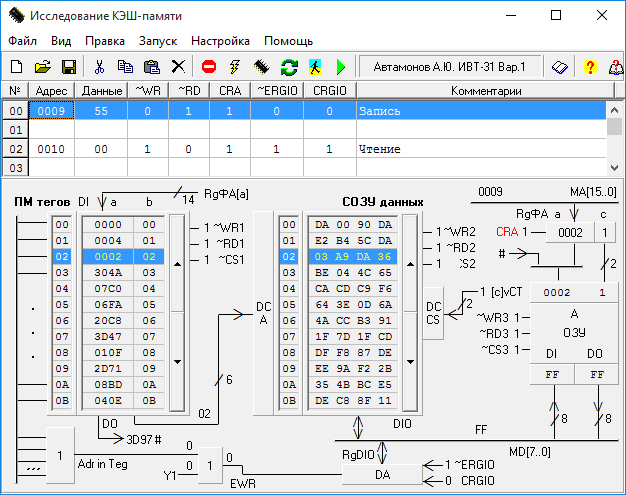 Исследование КЭШ-памяти
Файл Вид Правка Запуск Настройка Помощь
Автамонов А.Ю. ИВТ-31 Вар.1
№ Адрес Данные ~WR ~RD CRA ~ERGIO CRGIO Комментарии
00 0009 55 0 1 1 0 0 Запись
01
02 0010 00 1 0 1 1 1 Чтение
03
ПМ тегов DI a b 14 RgФА[a] СОЗУ данных 0009 MA[15..0]
RgФА a c
CRA 1 0002 1
# 2
00 0000 00 1 ~WR1 00 DA 00 90 DA 1 ~WR2
01 0004 01 1 ~RD1 01 E2 B4 5C DA 1 ~RD2
02 0002 02 1 ~CS1 02 03 A9 DA 36 1 :S2
03 304A 03 03 BE 04 4C 65
04 07C0 04 04 CA CD C9 F6
05 06FA 05 05 64 3E 0D 6A
06 20C8 06 06 4A CC B3 91
07 3D47 07 07 1F 7D 1F CD
08 010F 08 08 DF F8 87 DE
09 2D71 09 09 EE 9A F2 2B
0A 08BD 0A 0A 35 4B BC E5
0B 040E 0B 0B DE C8 8F 11
DC A
DC CS
2 1 [c]vCT 0002 1
~WR3 1 A
~RD3 1 ОЗУ
~CS3 1
DI DO
FF FF
8 8
6
02
DO DIO FF
3D97 # MD[7..0]
1 Adr in Teg 0
Y1 0 1 0
EWR
RgDIO
DA
1 ~ERGIO
0 CRGIO
...